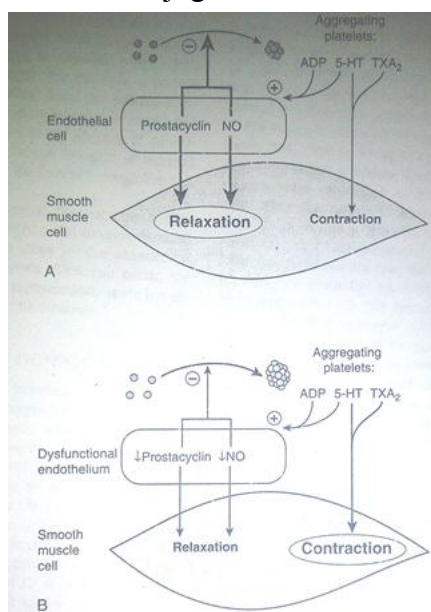 Aggregating
platelets:
ADP 5-HT TXA₂
Endothelial
cell
Prostacyclin NO
Smooth
muscle
cell
Relaxation
Contraction
A
Aggregating
platelets:
ADP 5-HT TXA₂
Dysfunctional
endothelium
↓Prostacyclin ↓NO
Smooth
muscle
cell
Relaxation
Contraction
B